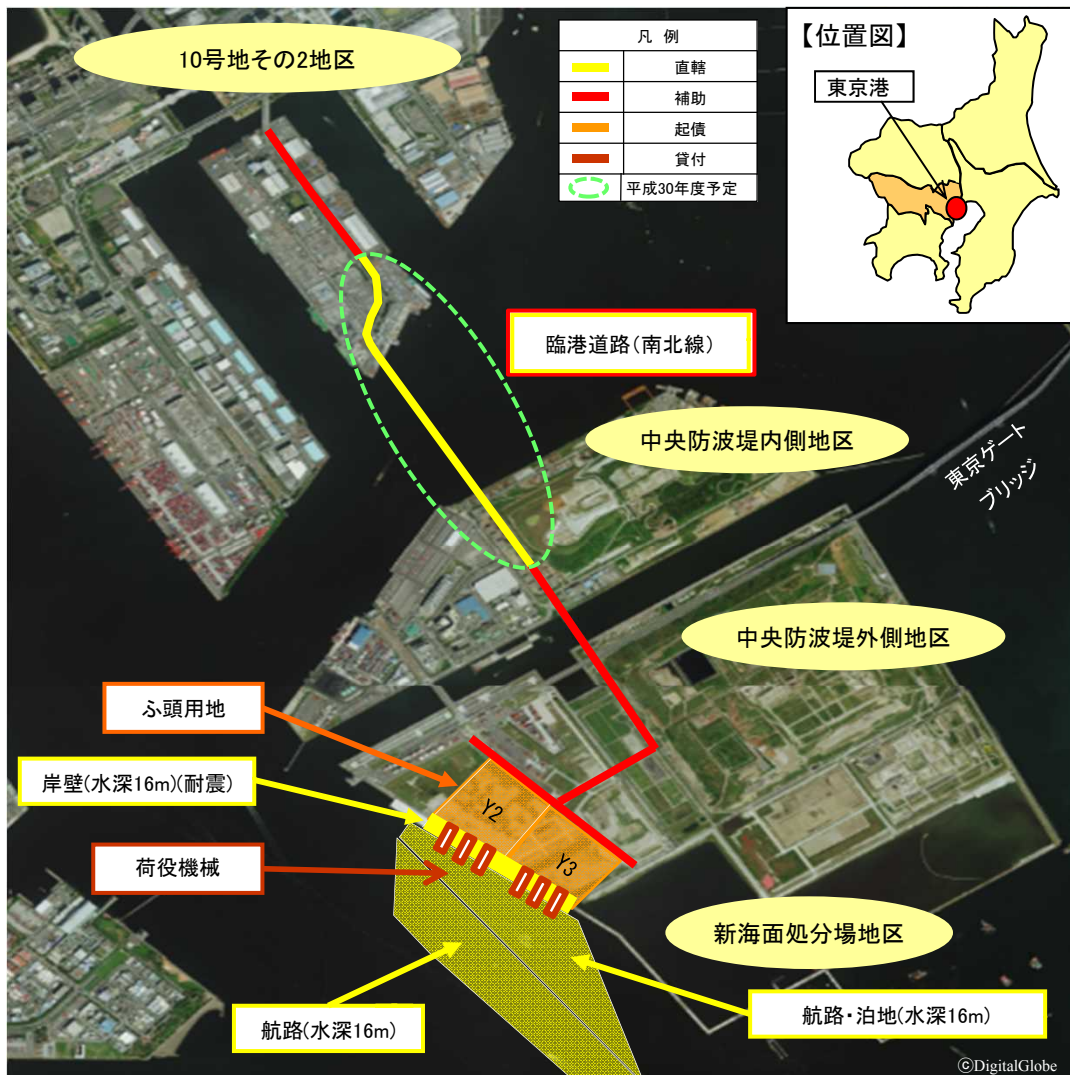 10号地その2地区
凡 例
直轄
補助
起債
貸付
平成30年度予定
【位置図】
東京港
臨港道路(南北線)
中央防波堤内側地区
東京ゲート
ブリッジ
中央防波堤外側地区
ふ頭用地
岸壁(水深16m)(耐震)
Y2
Y3
荷役機械
新海面処分場地区
航路(水深16m)
航路・泊地(水深16m)
©DigitalGlobe